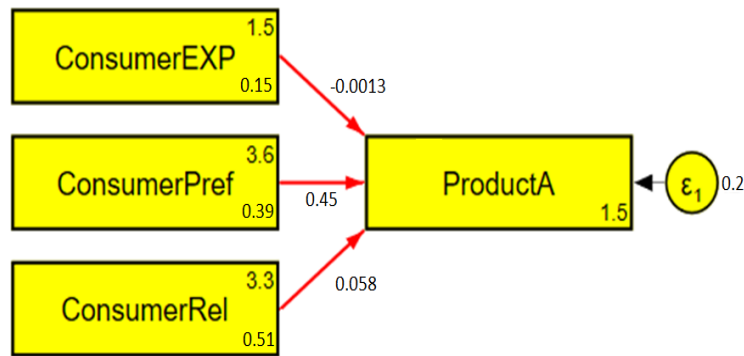 1.5
ConsumerEXP
0.15
-0.0013
3.6
ConsumerPref
0.39
0.45
ProductA
1.5
ε1
0.2
3.3
ConsumerRel
0.51
0.058